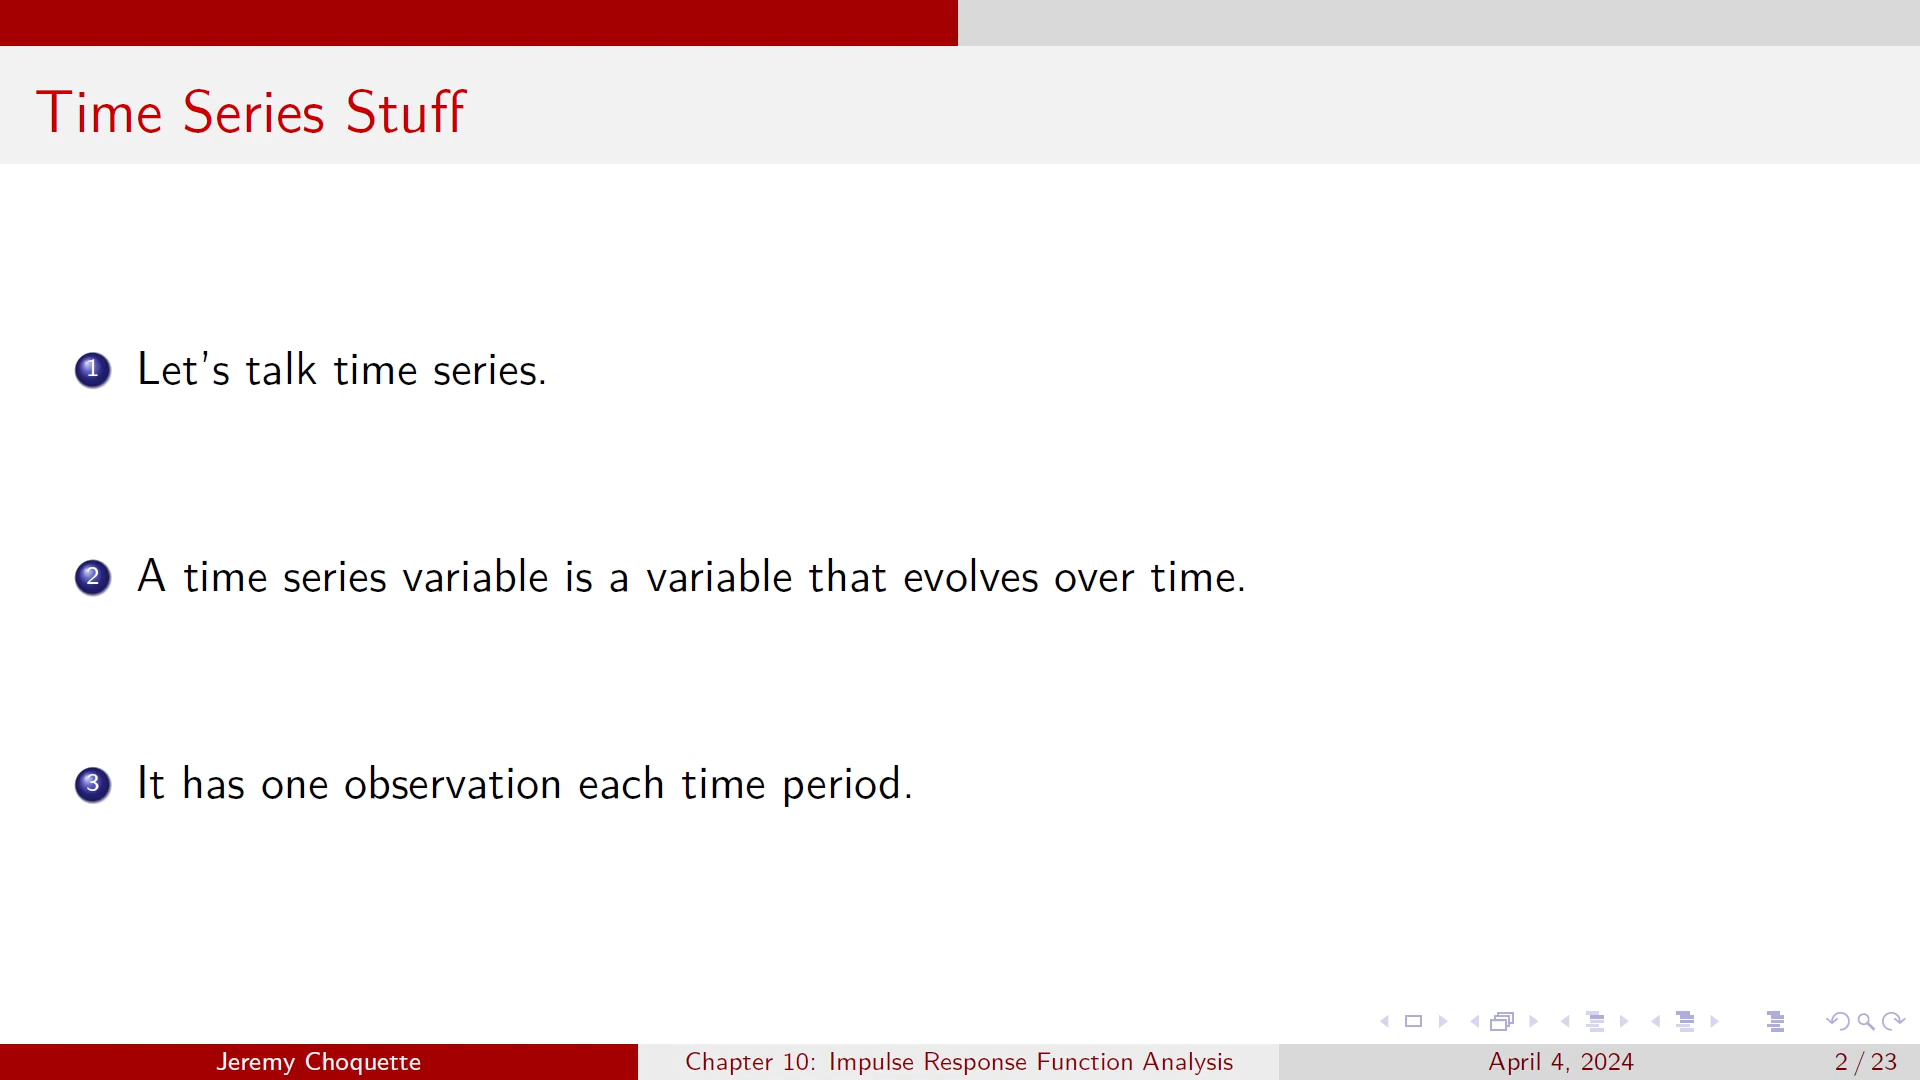 Time Series Stuff
1 Let's talk time series.
2 A time series variable is a variable that evolves over time.
3 It has one observation each time period.
Jeremy Choquette
Chapter 10: Impulse Response Function Analysis
April 4, 2024
2 / 23